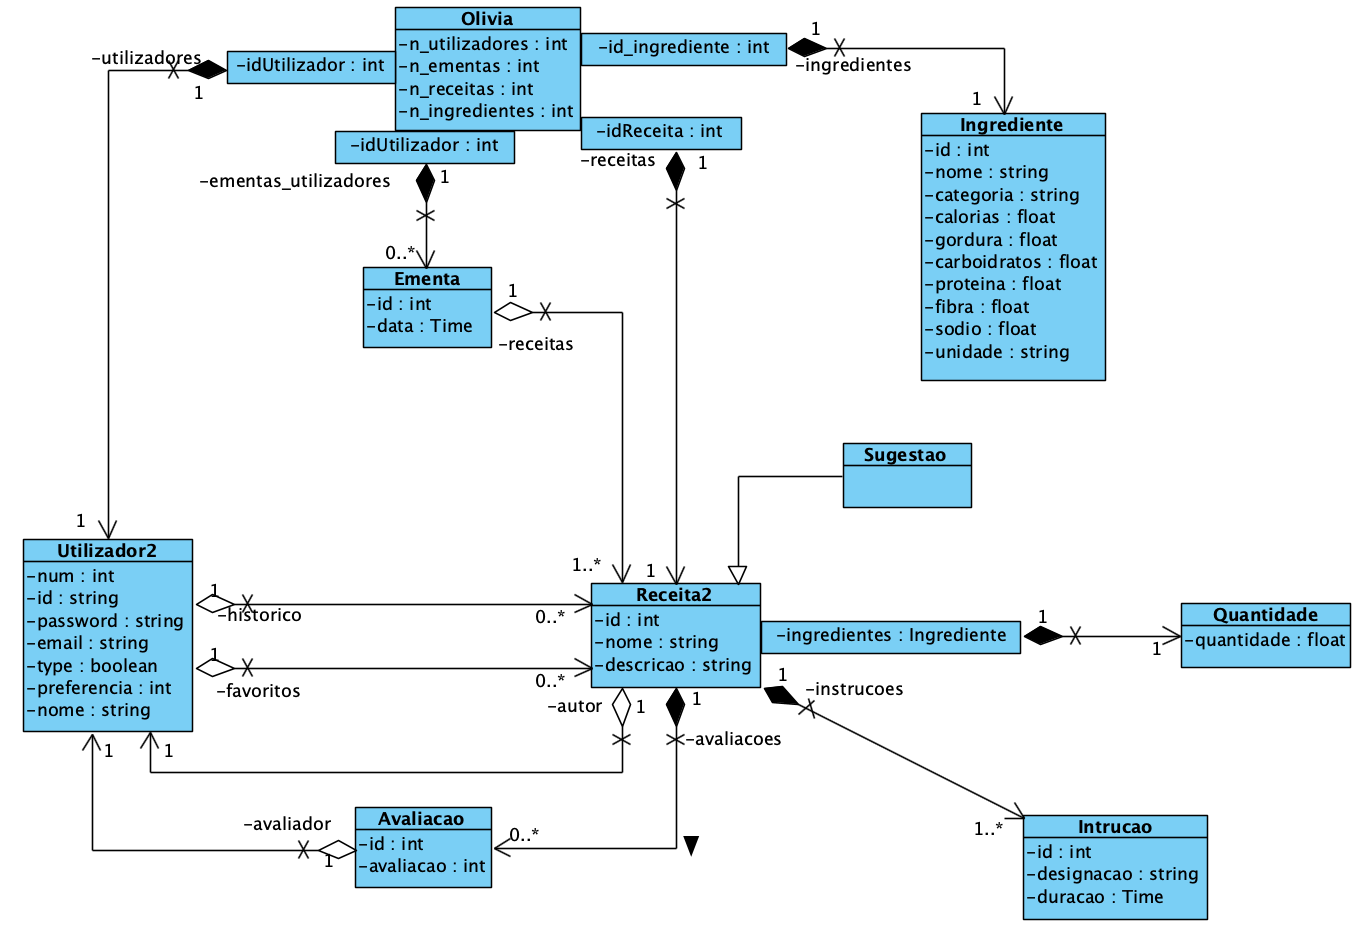 Olivia
-n_utilizadores : int
-n_ementas : int
-n_receitas : int
-n_ingredientes : int
-idUtilizador : int
-utilizadores
1
1
-id_ingrediente : int
1
-ingredientes
1
-idUtilizador : int
-ementas_utilizadores
1
0..*
-idReceita : int
-receitas
1
1
Ingrediente
-id : int
-nome : string
-categoria : string
-calorias : float
-gordura : float
-carboidratos : float
-proteina : float
-fibra : float
-sodio : float
-unidade : string
Ementa
-id : int
-data : Time
1
-receitas
1..*
Sugestao
Utilizador2
-num : int
-id : string
-password : string
-email : string
-type : boolean
-preferencia : int
-nome : string
1
-historico
0..*
1
-favoritos
0..*
Receita2
-id : int
-nome : string
-descricao : string
-ingredientes : Ingrediente
1
1
Quantidade
-quantidade : float
1
-instrucoes
1..*
-autor
1
1
1
-avaliacoes
0..*
1
-avaliador
1
Avaliacao
-id : int
-avaliacao : int
Intrucao
-id : int
-designacao : string
-duracao : Time